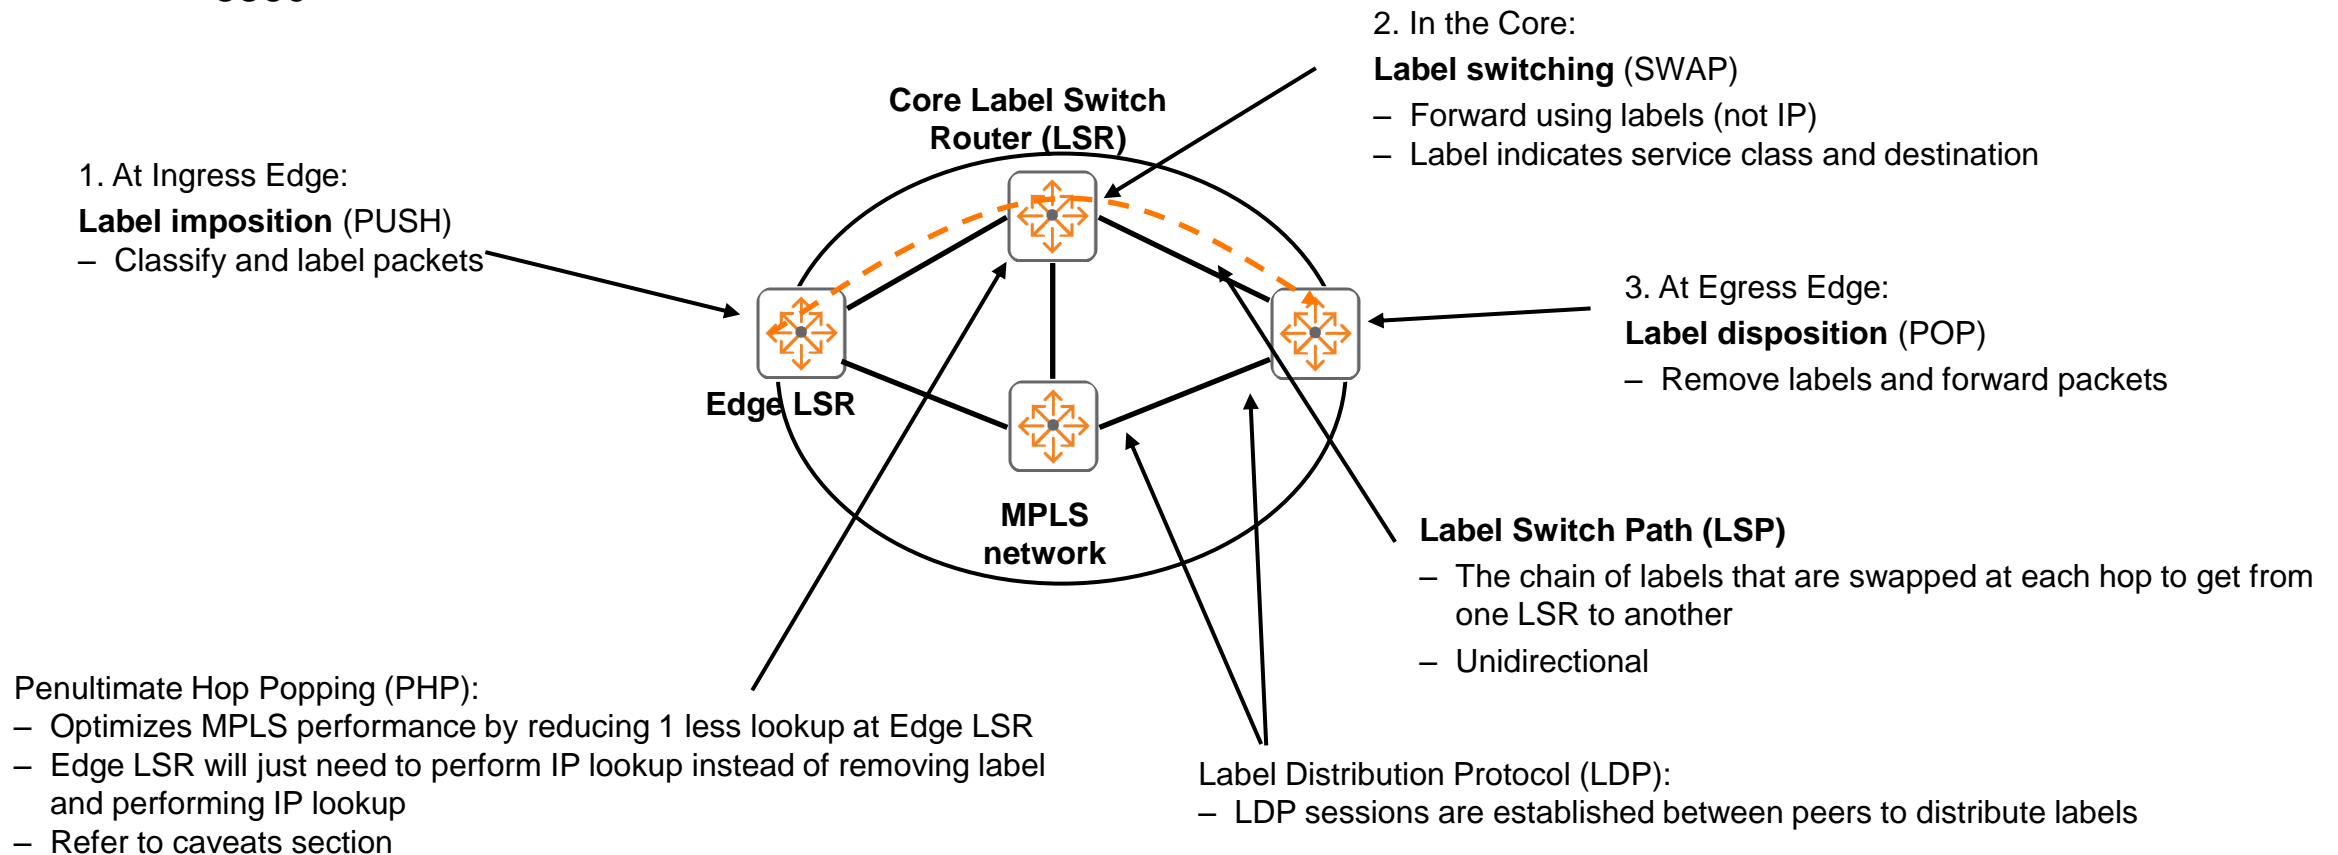 2. In the Core:
Label switching (SWAP)
– Forward using labels (not IP)
– Label indicates service class and destination
Core Label Switch
Router (LSR)
1. At Ingress Edge:
Label imposition (PUSH)
– Classify and label packets
3. At Egress Edge:
Label disposition (POP)
– Remove labels and forward packets
Edge LSR
MPLS
network
Label Switch Path (LSP)
– The chain of labels that are swapped at each hop to get from
one LSR to another
– Unidirectional
Penultimate Hop Popping (PHP):
– Optimizes MPLS performance by reducing 1 less lookup at Edge LSR
– Edge LSR will just need to perform IP lookup instead of removing label
and performing IP lookup
– Refer to caveats section
Label Distribution Protocol (LDP):
– LDP sessions are established between peers to distribute labels